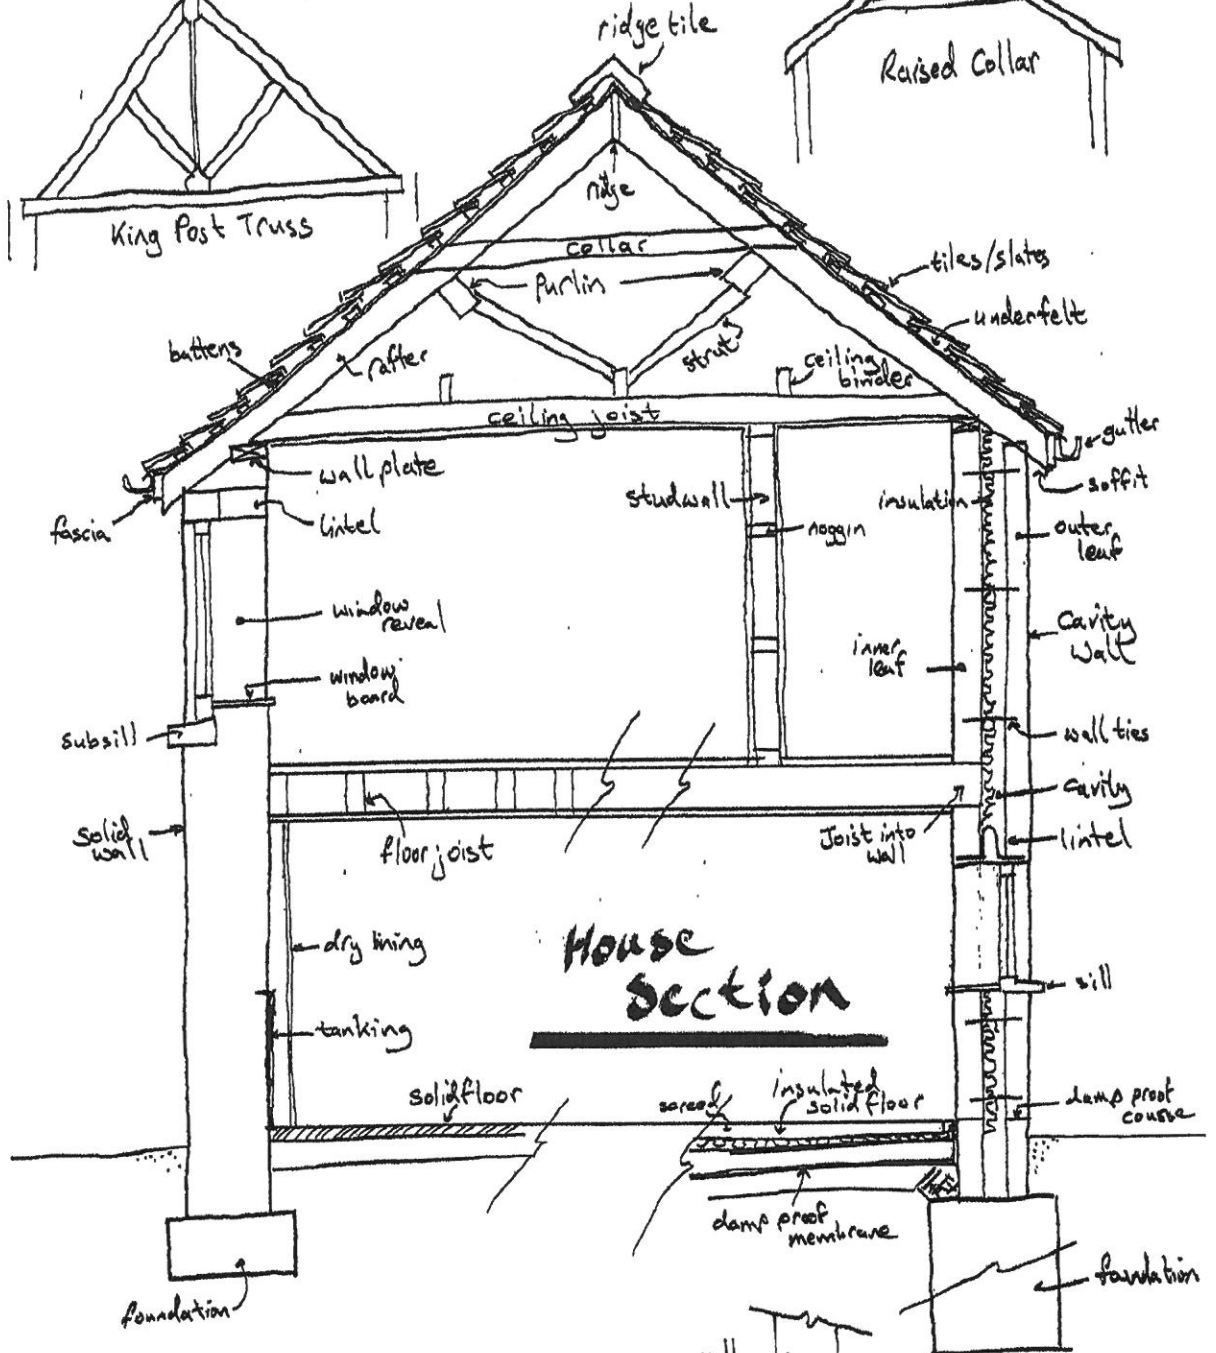 ridge tile
Raised Collar
King Post Truss
ridge
collar
tiles/slates
purlin
underfelt
battens
rafter
strut
ceiling
binder
ceiling joist
gutter
wall plate
soffit
studwall
insulation
fascia
lintel
noggin
outer
leaf
window
reveal
Cavity
Wall
inner
leaf
window
board
subsill
wall ties
cavity
Solid
wall
floor joist
Joist into
wall
lintel
House
Section
dry lining
sill
tanking
solid floor
screed
insulated
solid floor
damp proof
course
damp proof
membrane
foundation
foundation